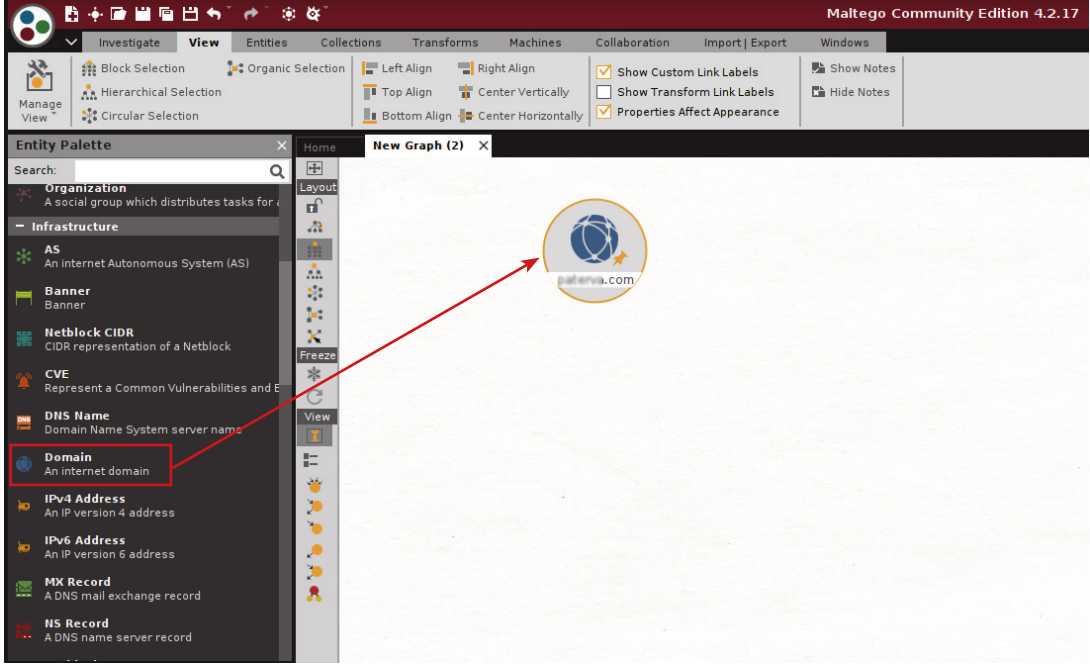 Maltego Community Edition 4.2.17
Investigate View Entities Collections Transforms Machines Collaboration Import | Export Windows
Block Selection Organic Selection Left Align Right Align Show Custom Link Labels Show Notes
Hierarchical Selection Top Align Center Vertically Show Transform Link Labels Hide Notes
Manage View Circular Selection Bottom Align Center Horizontally Properties Affect Appearance
Entity Palette Home New Graph (2)
Search:
Layout
Organization
A social group which distributes tasks for
Infrastructure
AS
An internet Autonomous System (AS)
Banner
Banner
paterva.com
Netblock CIDR
CIDR representation of a Netblock
Freeze
CVE
Represent a Common Vulnerabilities and E
DNS Name
DNS
Domain Name System server name
View
Domain
An internet domain
IPv4 Address
An IP version 4 address
IPv6 Address
An IP version 6 address
MX Record
A DNS mail exchange record
NS Record
A DNS name server record